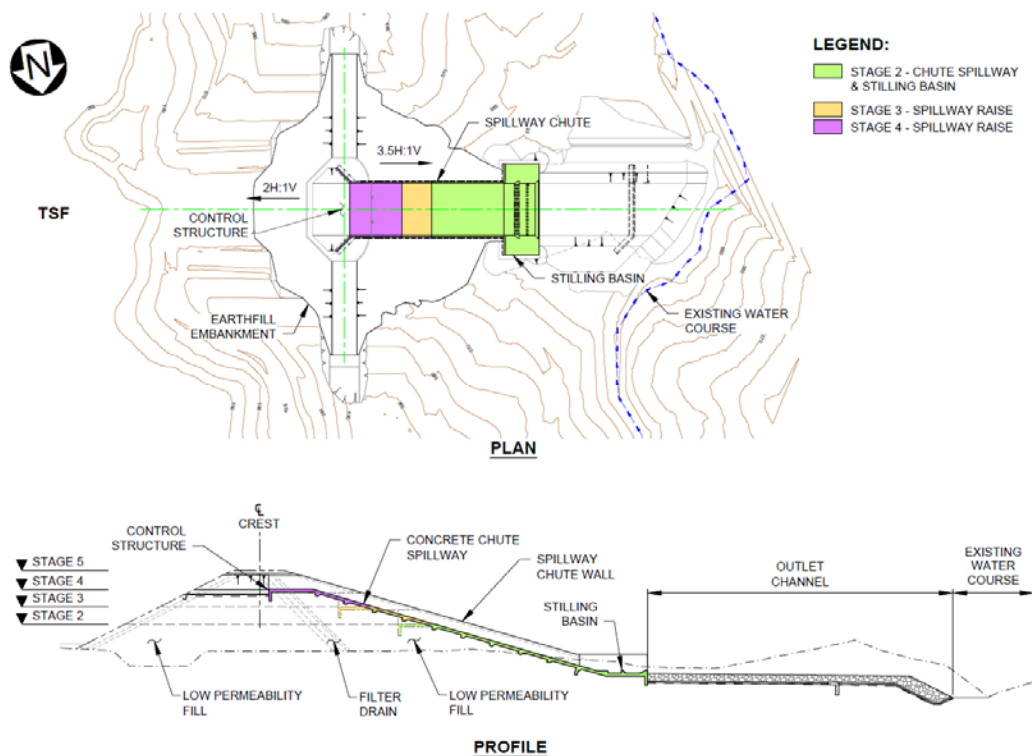 N
LEGEND:
STAGE 2 - CHUTE SPILLWAY
& STILLING BASIN
STAGE 3 - SPILLWAY RAISE
STAGE 4 - SPILLWAY RAISE
SPILLWAY CHUTE
3.5H:1V
2H:1V
TSF
CONTROL
STRUCTURE
STILLING BASIN
EARTHFILL
EMBANKMENT
EXISTING WATER
COURSE
PLAN
℄
CREST
CONTROL
STRUCTURE
CONCRETE CHUTE
SPILLWAY
SPILLWAY
CHUTE WALL
STILLING
BASIN
OUTLET
CHANNEL
EXISTING
WATER
COURSE
STAGE 5
STAGE 4
STAGE 3
STAGE 2
LOW PERMEABILITY
FILL
FILTER
DRAIN
LOW PERMEABILITY
FILL
PROFILE